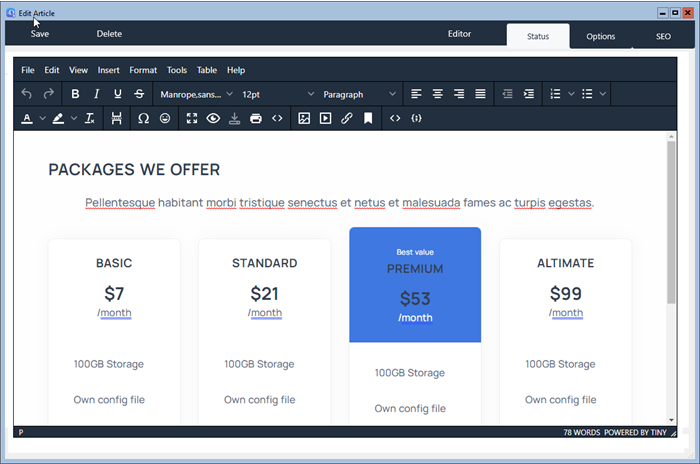 Edit Article
Save Delete Editor Status Options SEO
File Edit View Insert Format Tools Table Help
B I U S Manrope,sans... 12pt Paragraph
PACKAGES WE OFFER
Pellentesque habitant morbi tristique senectus et netus et malesuada fames ac turpis egestas.
Best value
BASIC STANDARD PREMIUM ALTIMATE
$7 $21 $53 $99
/month /month /month /month
100GB Storage 100GB Storage 100GB Storage 100GB Storage
Own config file Own config file Own config file Own config file
P 78 WORDS POWERED BY TINY